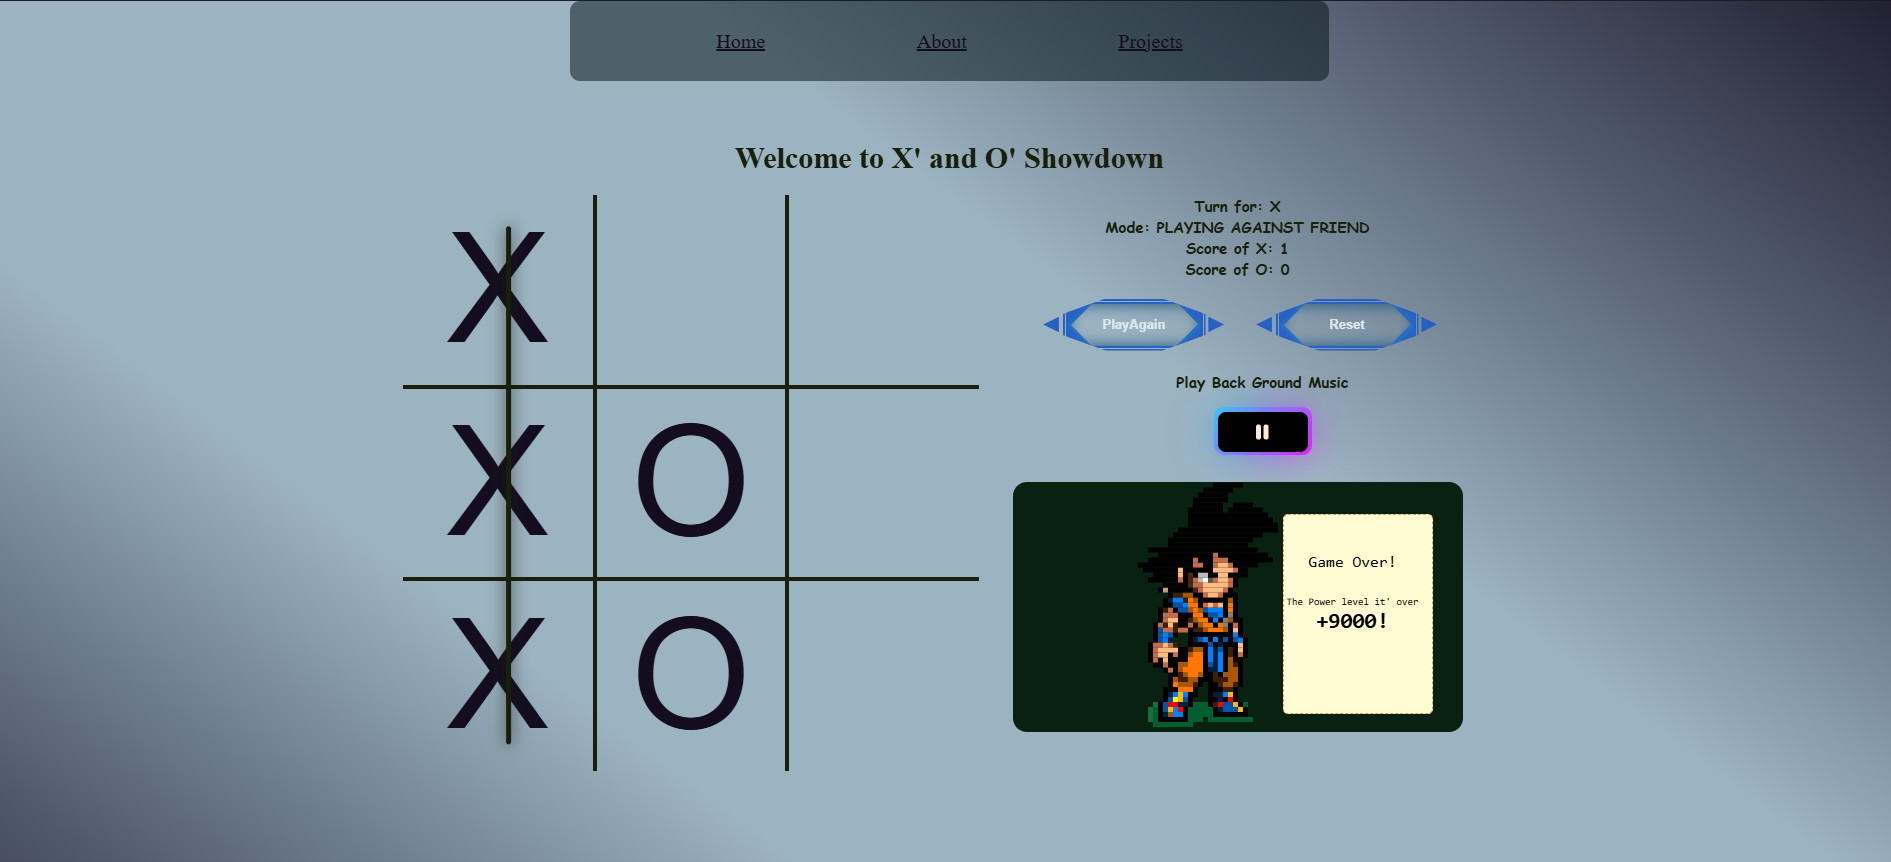 Home About Projects
Welcome to X' and O' Showdown
Turn for: X
Mode: PLAYING AGAINST FRIEND
Score of X: 1
Score of O: 0
PlayAgain Reset
Play Back Ground Music
X
X O
X O
Game Over!
The Power level it' over
+9000!